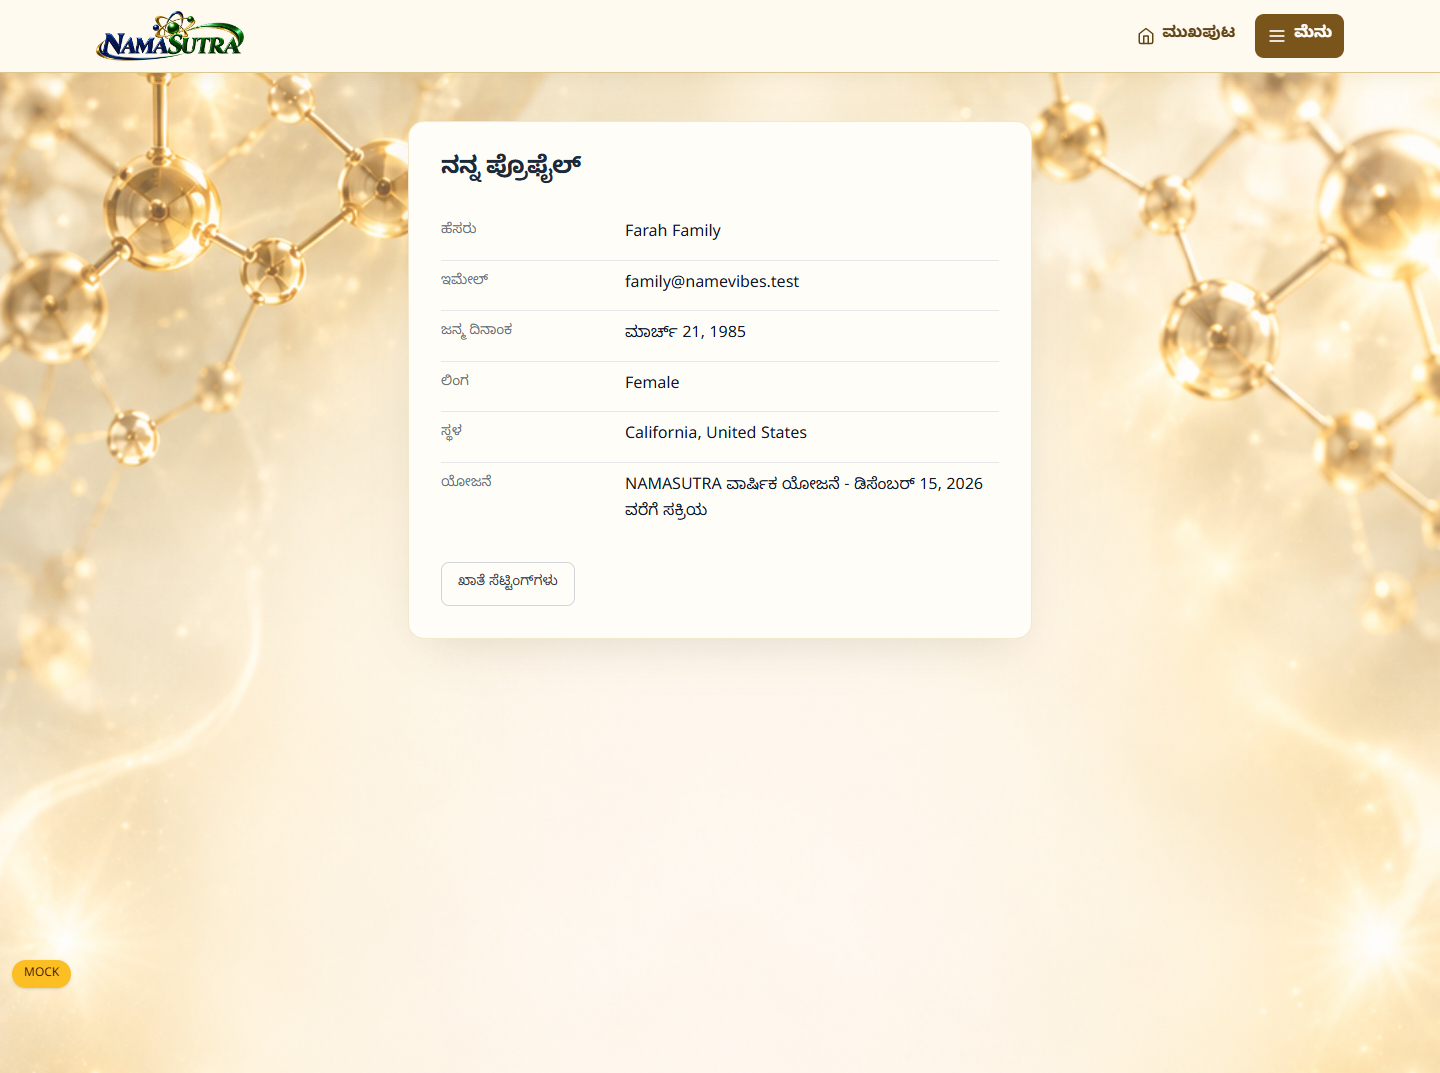 NAMASUTRA
ಮುಖಪುಟ
ಮೆನು
ನನ್ನ ಪ್ರೊಫೈಲ್
ಹೆಸರು
Farah Family
ಇಮೇಲ್
family@namevibes.test
ಜನ್ಮ ದಿನಾಂಕ
ಮಾರ್ಚ್ 21, 1985
ಲಿಂಗ
Female
ಸ್ಥಳ
California, United States
ಯೋಜನೆ
NAMASUTRA ವಾರ್ಷಿಕ ಯೋಜನೆ - ಡಿಸೆಂಬರ್ 15, 2026
ವರೆಗೆ ಸಕ್ರಿಯ
ಖಾತೆ ಸೆಟ್ಟಿಂಗ್‌ಗಳು
MOCK